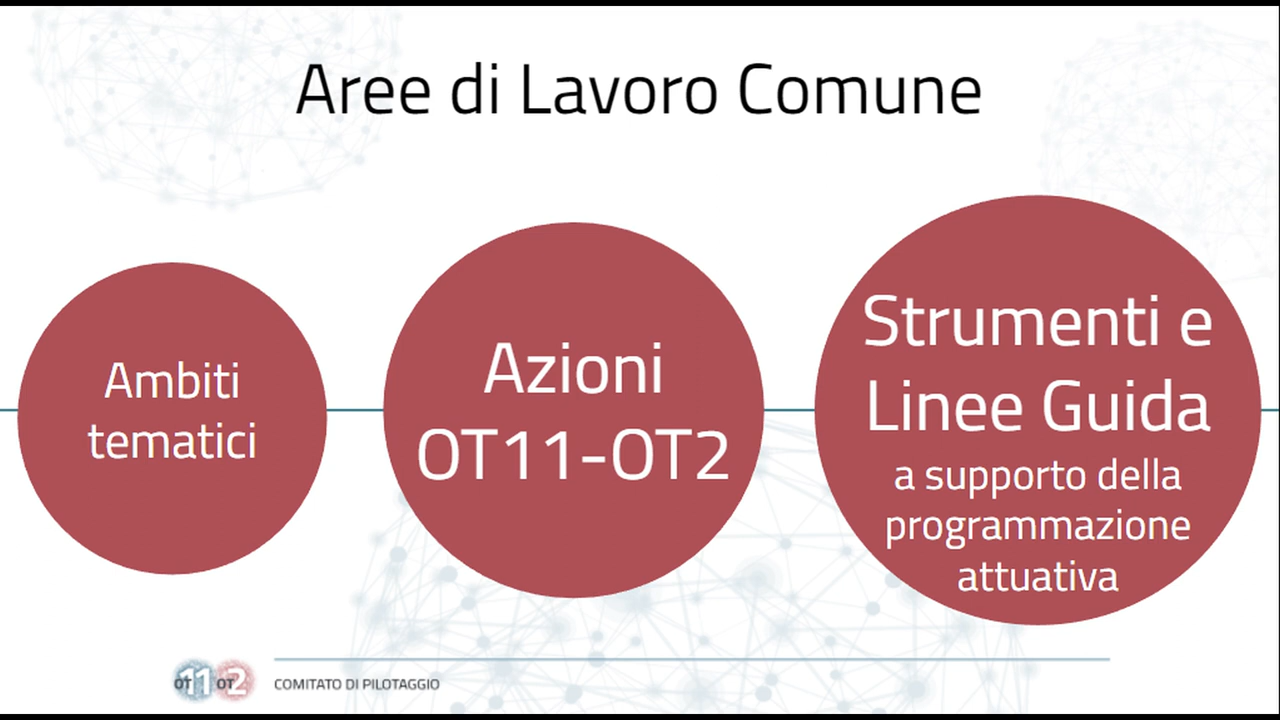 Aree di Lavoro Comune
Ambiti
tematici
Azioni
OT11-OT2
Strumenti e
Linee Guida
a supporto della
programmazione
attuativa
OT11 OT2
COMITATO DI PILOTAGGIO